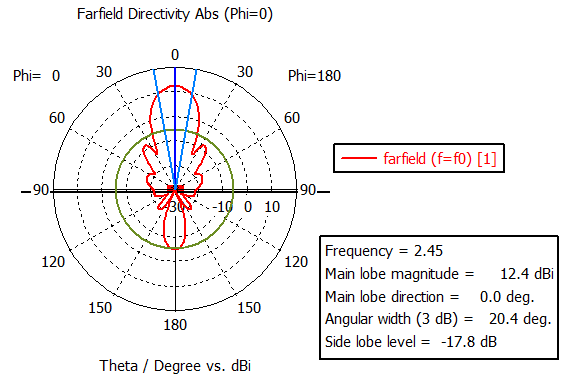 Farfield Directivity Abs (Phi=0)
0
Phi= 0
30
30
Phi=180
60
60
farfield (f=f0) [1]
90
-30
-10
0
10
90
120
120
150
150
180
Frequency = 2.45
Main lobe magnitude = 12.4 dBi
Main lobe direction = 0.0 deg.
Angular width (3 dB) = 20.4 deg.
Side lobe level = -17.8 dB
Theta / Degree vs. dBi